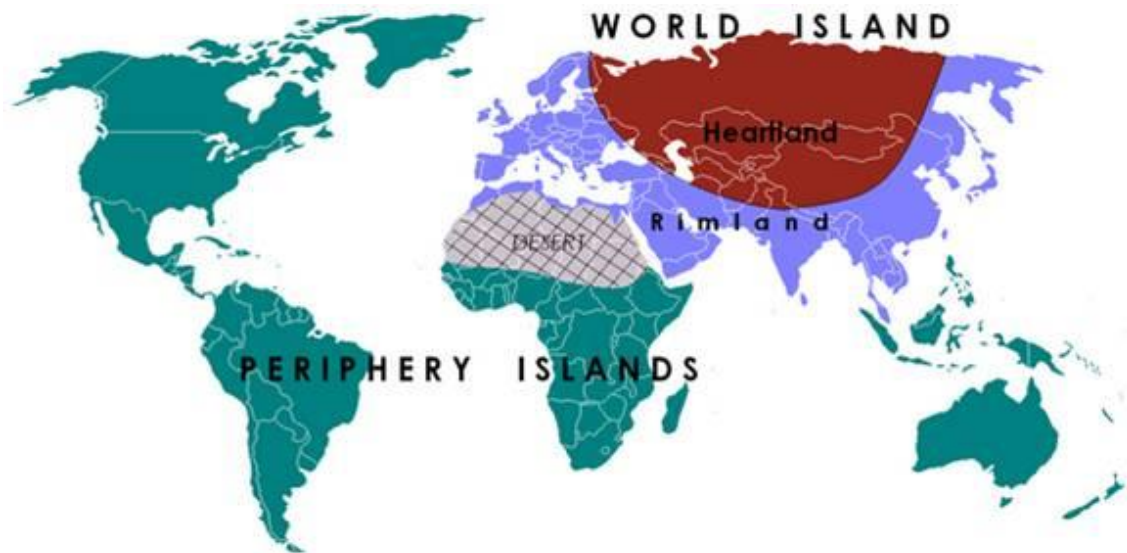 WORLD ISLAND
Heartland
Rimland
DESERT
PERIPHERY ISLANDS